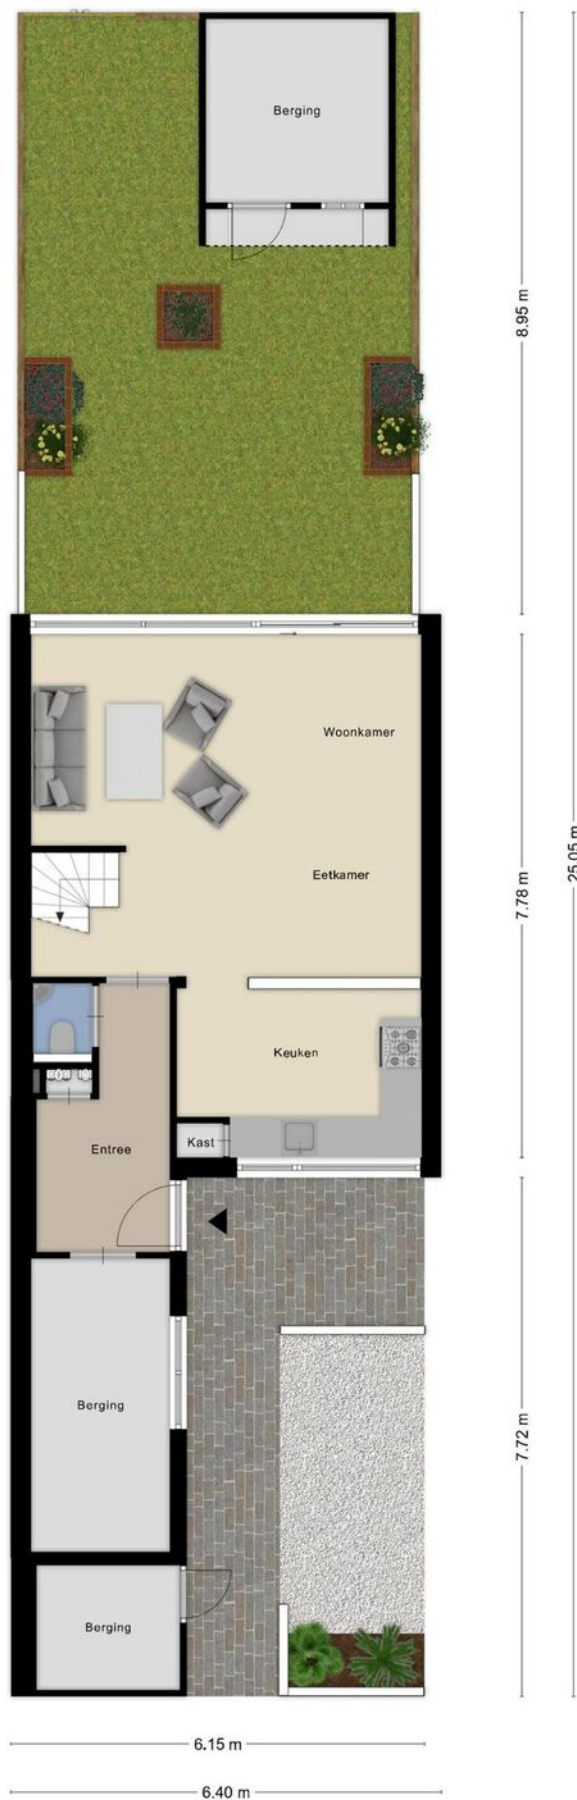 Berging
8.95 m
Woonkamer
Eetkamer
7.78 m
25.05 m
Keuken
Kast
Entree
Berging
7.72 m
Berging
6.15 m
6.40 m